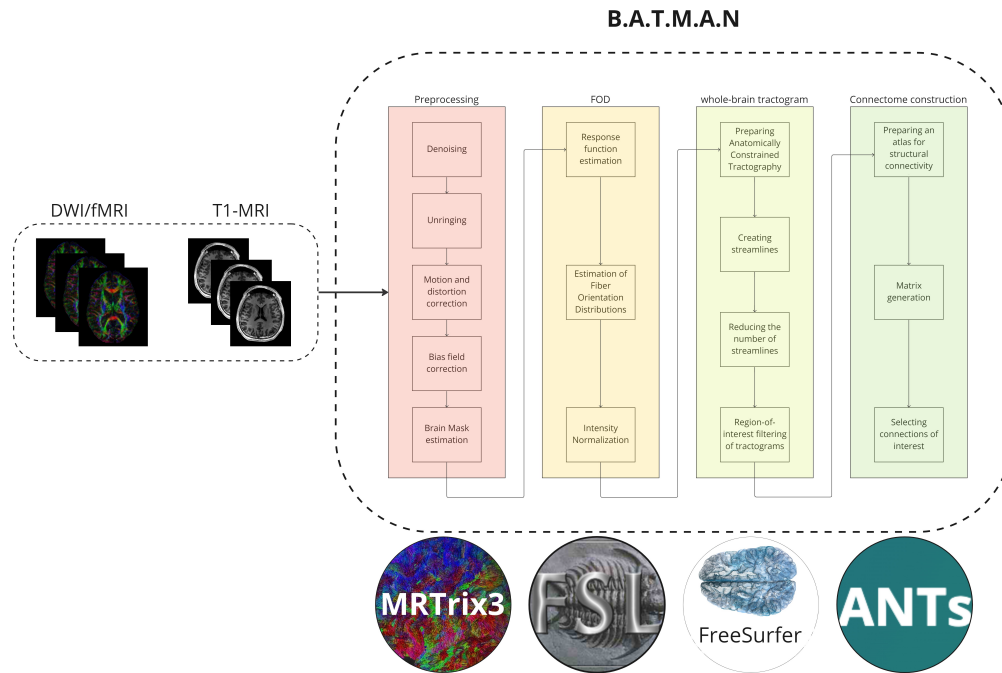 B.A.T.M.A.N
DWI/fMRI
T1-MRI
Preprocessing
Denoising
Unringing
Motion and
distortion
correction
Bias field
correction
Brain Mask
estimation
FOD
Response
function
estimation
Estimation of
Fiber
Orientation
Distributions
Intensity
Normalization
whole-brain tractogram
Preparing
Anatomically
Constrained
Tractography
Creating
streamlines
Reducing the
number of
streamlines
Region-of-
interest filtering
of tractograms
Connectome construction
Preparing an
atlas for
structural
connectivity
Matrix
generation
Selecting
connections of
interest
MRTrix3
FSL
FreeSurfer
ANTs